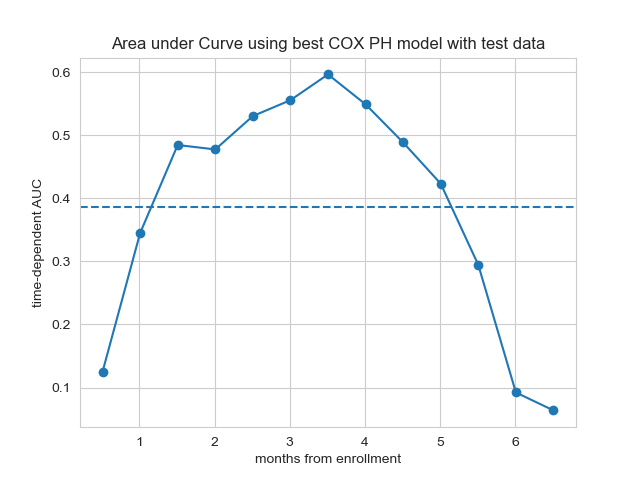 Area under Curve using best COX PH model with test data
0.6
0.5
0.4
0.3
0.2
0.1
time-dependent AUC
1 2 3 4 5 6
months from enrollment